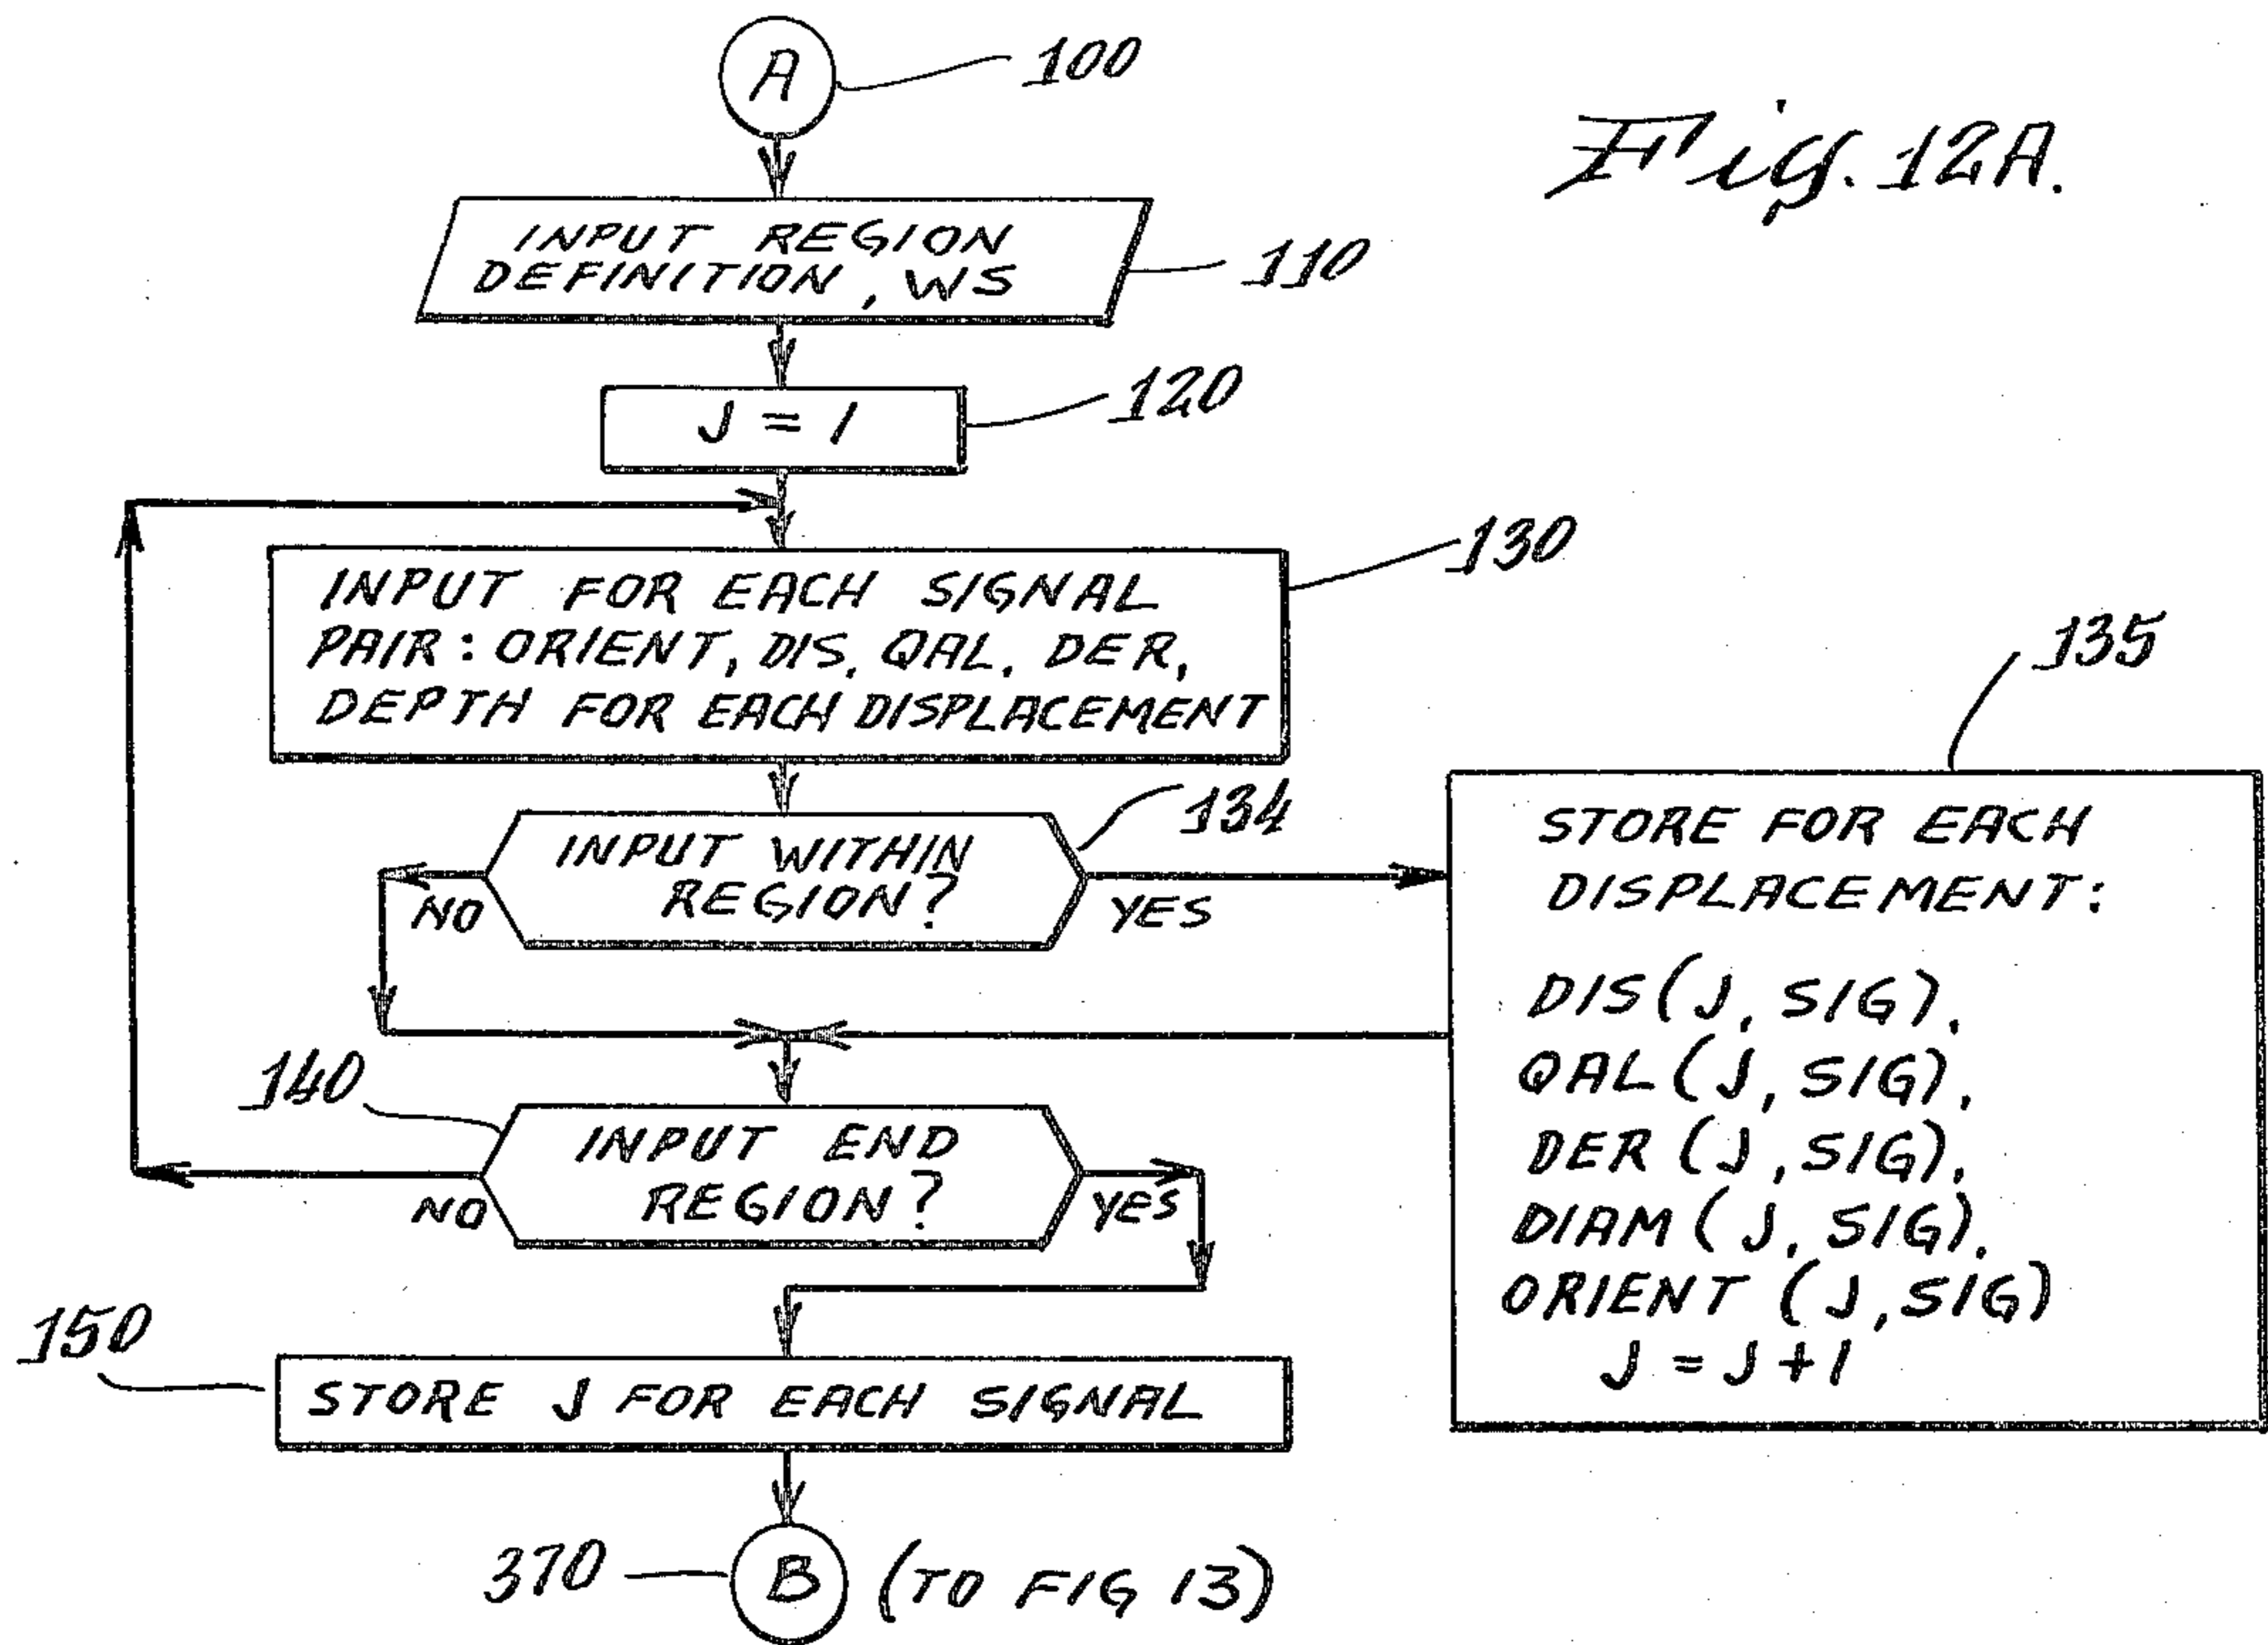 A
100
Fig. 12A.
INPUT REGION
DEFINITION, WS
110
J = 1
120
130
INPUT FOR EACH SIGNAL
PAIR: ORIENT, DIS, QAL, DER,
DEPTH FOR EACH DISPLACEMENT
134
INPUT WITHIN
REGION?
NO
YES
135
STORE FOR EACH
DISPLACEMENT:
DIS (J, SIG),
QAL (J, SIG),
DER (J, SIG),
DIAM (J, SIG),
ORIENT (J, SIG)
J = J + 1
140
INPUT END
REGION?
NO
YES
150
STORE J FOR EACH SIGNAL
370
B
(TO FIG 13)